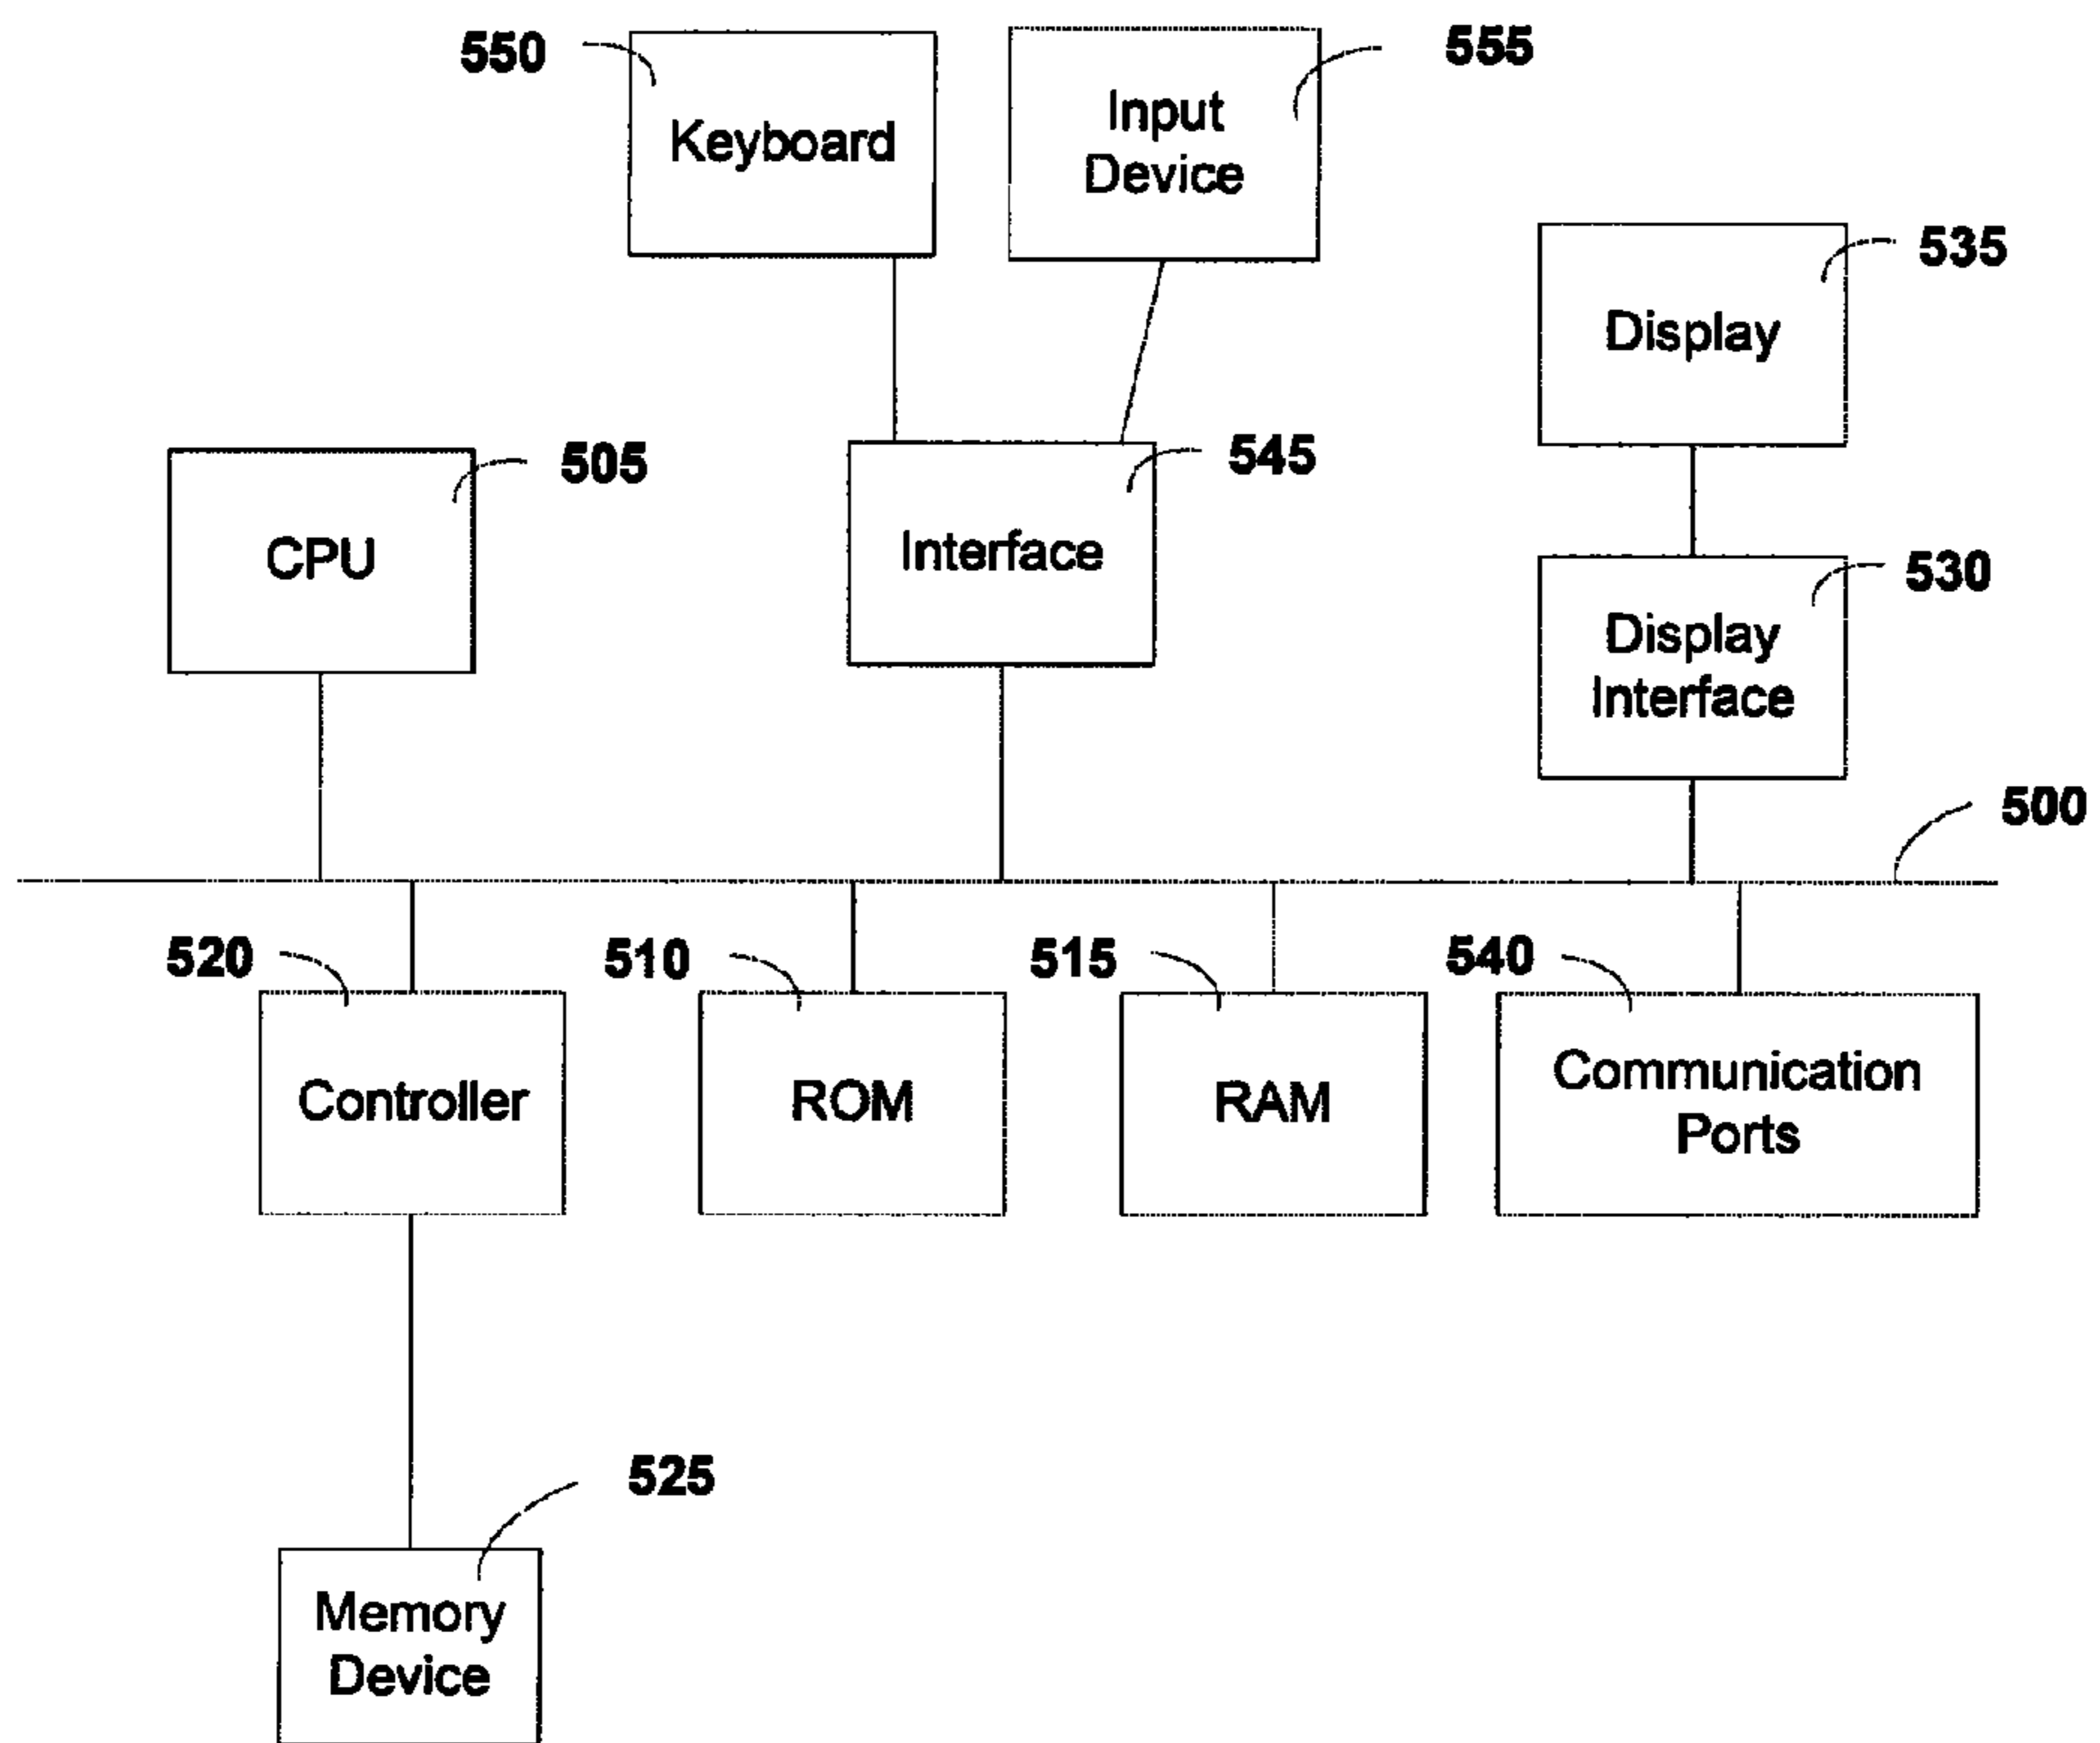 550
Keyboard
Input
Device
555
Display
535
CPU
505
Interface
545
Display
Interface
530
500
520
Controller
510
ROM
515
RAM
540
Communication
Ports
525
Memory
Device